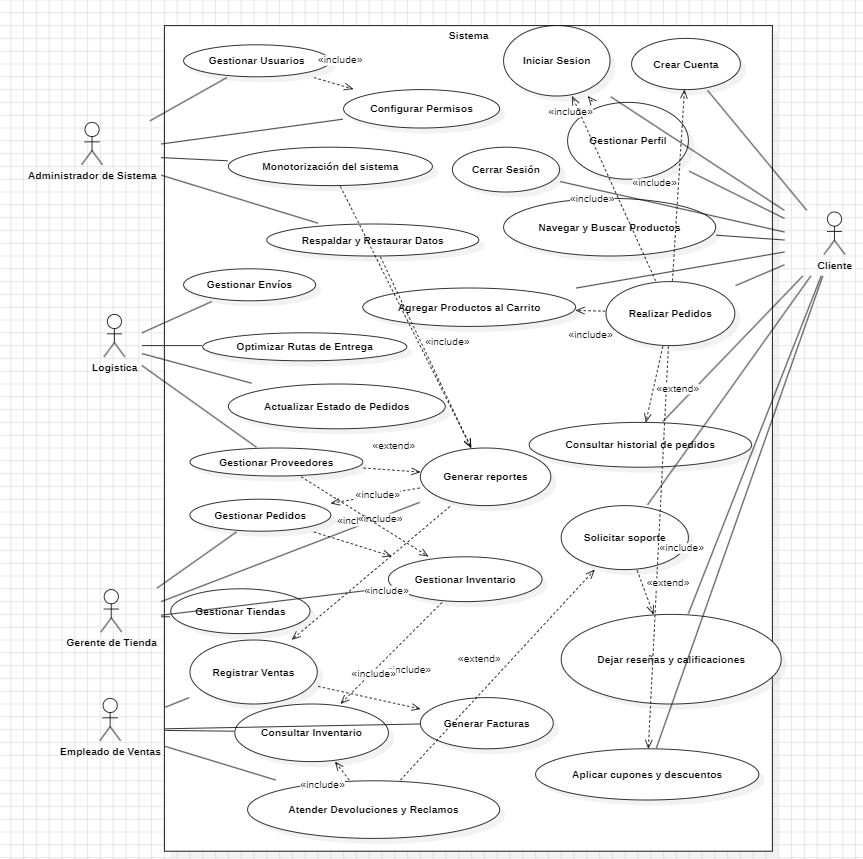 Sistema
Gestionar Usuarios
«include»
Iniciar Sesion
Crear Cuenta
Configurar Permisos
«include»
Gestionar Perfil
Administrador de Sistema
Monotorización del sistema
Cerrar Sesión
«include»
«include»
Navegar y Buscar Productos
Respaldar y Restaurar Datos
Cliente
Gestionar Envíos
Agregar Productos al Carrito
Realizar Pedidos
«include»
«include»
Optimizar Rutas de Entrega
Logistica
«extend»
Actualizar Estado de Pedidos
«extend»
Consultar historial de pedidos
Gestionar Proveedores
Generar reportes
«include»
Gestionar Pedidos
«incl
«include»
Solicitar soporte
«include»
Gestionar Inventario
«extend»
«include»
Gestionar Tiendas
Gerente de Tienda
«extend»
Dejar reseñas y calificaciones
Registrar Ventas
«include»
include»
Generar Facturas
Consultar Inventario
Empleado de Ventas
Aplicar cupones y descuentos
«include»
Atender Devoluciones y Reclamos